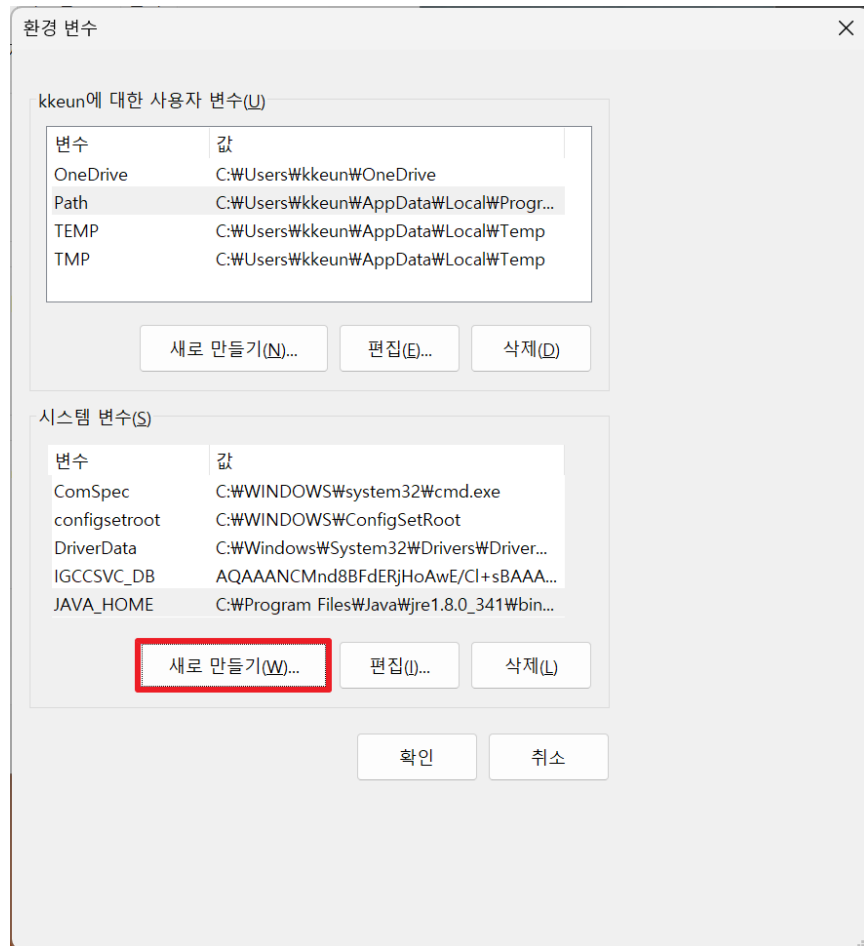 환경 변수
kkeun에 대한 사용자 변수(U)
변수 값
OneDrive C:₩Users₩kkeun₩OneDrive
Path C:₩Users₩kkeun₩AppData₩Local₩Progr...
TEMP C:₩Users₩kkeun₩AppData₩Local₩Temp
TMP C:₩Users₩kkeun₩AppData₩Local₩Temp
새로 만들기(N)... 편집(E)... 삭제(D)
시스템 변수(S)
변수 값
ComSpec C:₩WINDOWS₩system32₩cmd.exe
configsetroot C:₩WINDOWS₩ConfigSetRoot
DriverData C:₩Windows₩System32₩Drivers₩Driver...
IGCCSVC_DB AQAAANCMnd8BFdERjHoAwE/Cl+sBAAA...
JAVA_HOME C:₩Program Files₩Java₩jre1.8.0_341₩bin...
새로 만들기(W)... 편집(I)... 삭제(L)
확인 취소